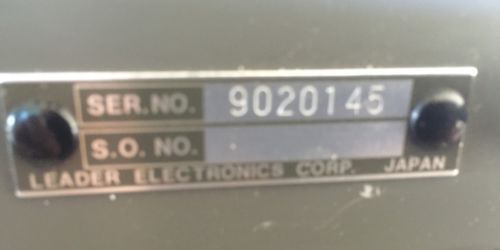 SER.NO. 9020145
S.O. NO.
LEADER ELECTRONICS CORP. JAPAN